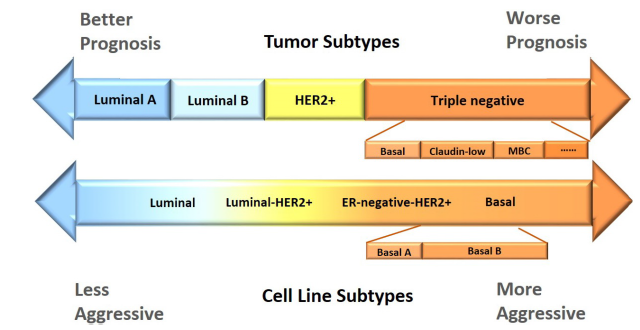 Better
Prognosis
Tumor Subtypes
Worse
Prognosis
Luminal A
Luminal B
HER2+
Triple negative
Basal
Claudin-low
MBC
......
Luminal
Luminal-HER2+
ER-negative-HER2+
Basal
Basal A
Basal B
Less
Aggressive
Cell Line Subtypes
More
Aggressive